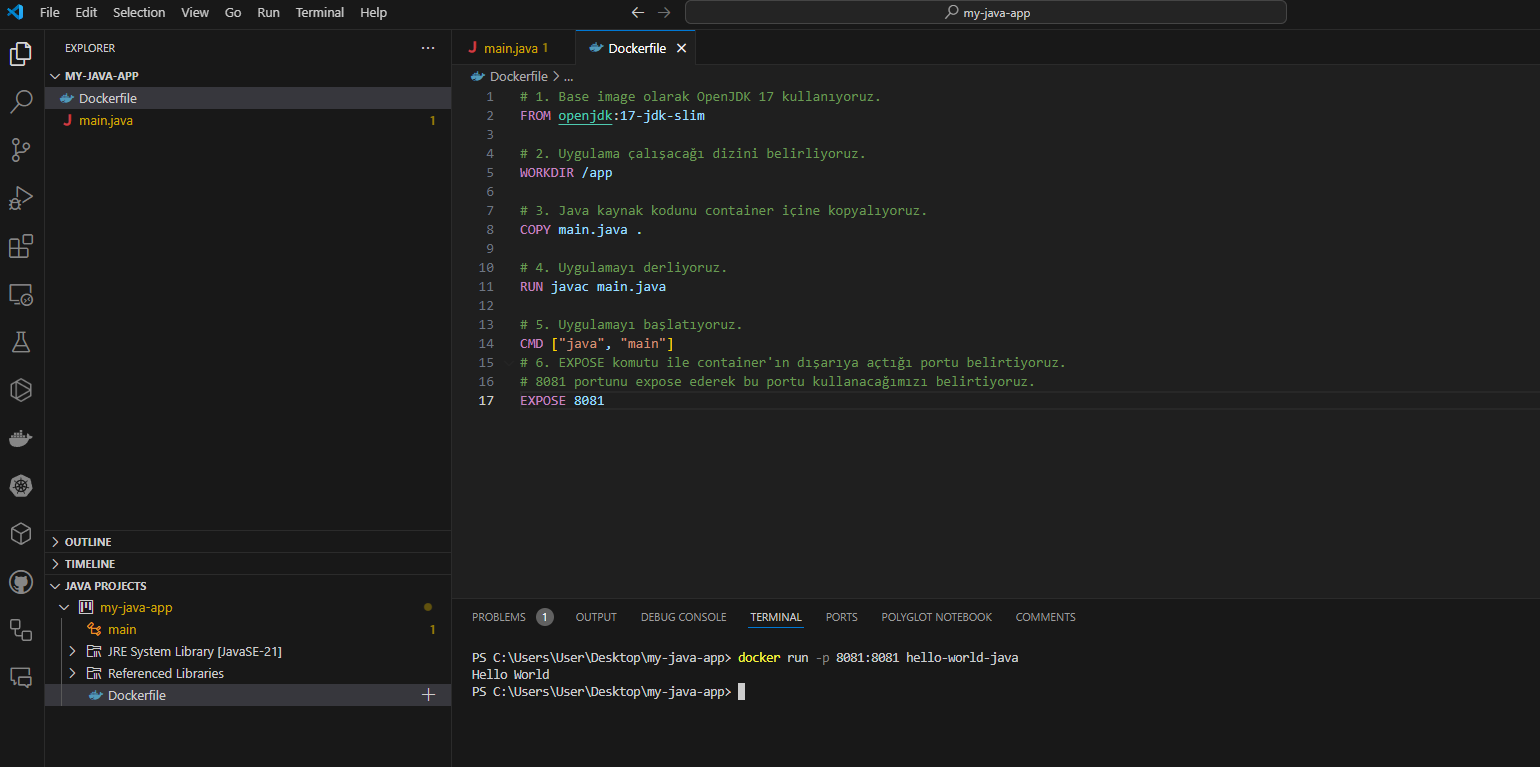 File Edit Selection View Go Run Terminal Help
my-java-app
EXPLORER
MY-JAVA-APP
Dockerfile
main.java 1
OUTLINE
TIMELINE
JAVA PROJECTS
my-java-app
main 1
JRE System Library [JavaSE-21]
Referenced Libraries
Dockerfile
main.java 1 Dockerfile
Dockerfile > ...
1 # 1. Base image olarak OpenJDK 17 kullanıyoruz.
2 FROM openjdk:17-jdk-slim
3
4 # 2. Uygulama çalışacağı dizini belirliyoruz.
5 WORKDIR /app
6
7 # 3. Java kaynak kodunu container içine kopyalıyoruz.
8 COPY main.java .
9
10 # 4. Uygulamayı derliyoruz.
11 RUN javac main.java
12
13 # 5. Uygulamayı başlatıyoruz.
14 CMD ["java", "main"]
15 # 6. EXPOSE komutu ile container'ın dışarıya açtığı portu belirtiyoruz.
16 # 8081 portunu expose ederek bu portu kullanacağımızı belirtiyoruz.
17 EXPOSE 8081
PROBLEMS 1 OUTPUT DEBUG CONSOLE TERMINAL PORTS POLYGLOT NOTEBOOK COMMENTS
PS C:\Users\User\Desktop\my-java-app> docker run -p 8081:8081 hello-world-java
Hello World
PS C:\Users\User\Desktop\my-java-app>